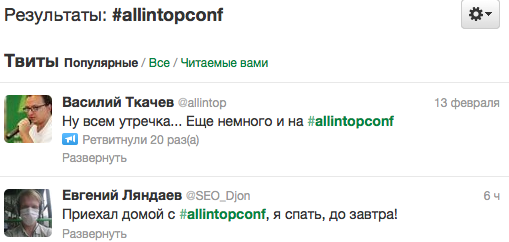 Результаты: #allintopconf
Твиты Популярные / Все / Читаемые вами
Василий Ткачев @allintop 13 февраля
Ну всем утречка... Еще немного и на #allintopconf
Ретвитнули 20 раз(а)
Развернуть
Евгений Ляндаев @SEO_Djon 6 ч
Приехал домой с #allintopconf, я спать, до завтра!
Развернуть